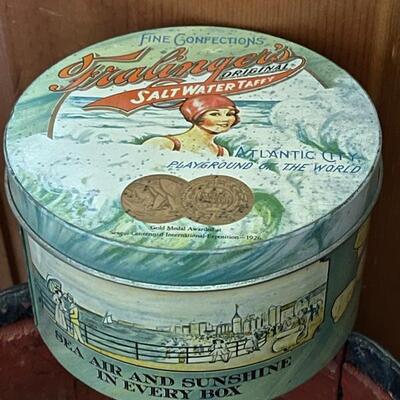 FINE CONFECTIONS
Fralinger's
ORIGINAL
SALT WATER TAFFY
ATLANTIC CITY
PLAYGROUND OF THE WORLD
Gold Medal Awarded at
Sesqui-Centennial International Exposition - 1926
SEA AIR AND SUNSHINE
IN EVERY BOX